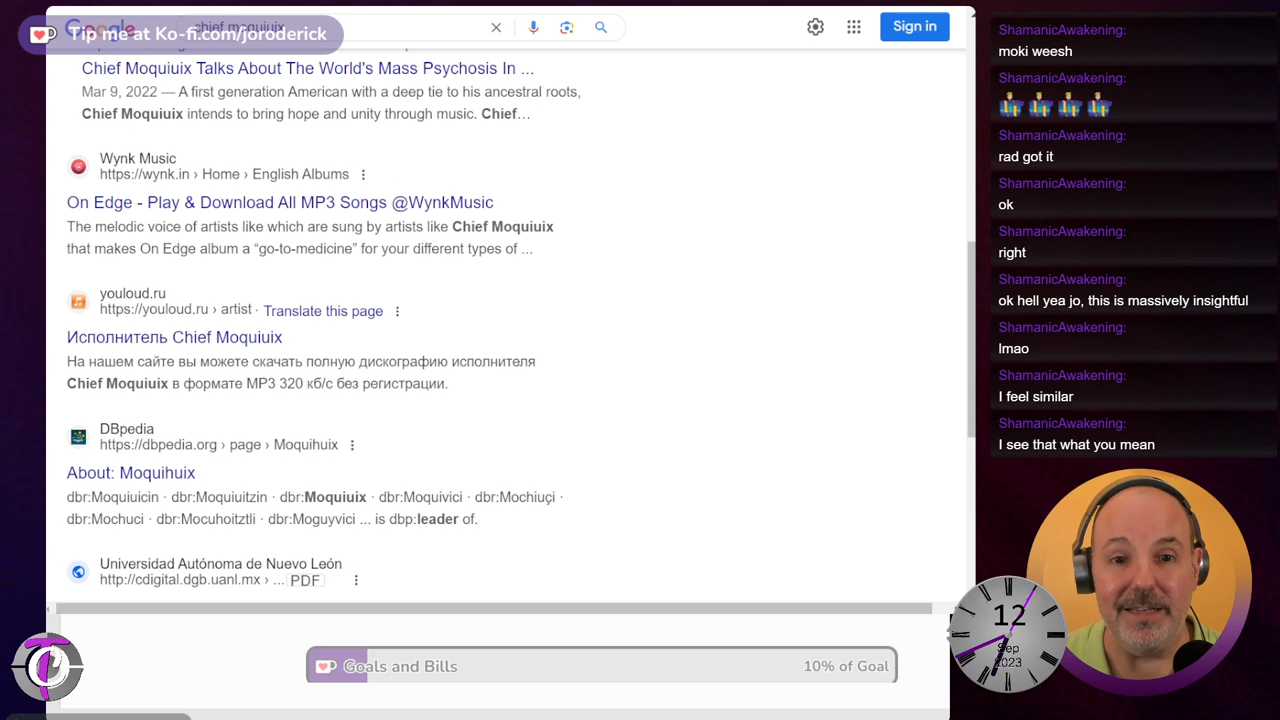 Google
chief moquiuix
Tip me at Ko-fi.com/joroderick
Sign in
Chief Moquiuix Talks About The World's Mass Psychosis In ...
Mar 9, 2022 — A first generation American with a deep tie to his ancestral roots,
Chief Moquiuix intends to bring hope and unity through music. Chief...
Wynk Music
https://wynk.in › Home › English Albums
On Edge - Play & Download All MP3 Songs @WynkMusic
The melodic voice of artists like which are sung by artists like Chief Moquiuix
that makes On Edge album a “go-to-medicine” for your different types of ...
youloud.ru
https://youloud.ru › artist · Translate this page
Исполнитель Chief Moquiuix
На нашем сайте вы можете скачать полную дискографию исполнителя
Chief Moquiuix в формате MP3 320 кб/с без регистрации.
DBpedia
https://dbpedia.org › page › Moquihuix
About: Moquihuix
dbr:Moquiuicin · dbr:Moquiuitzin · dbr:Moquiuix · dbr:Moquivici · dbr:Mochiuçi ·
dbr:Mochuci · dbr:Mocuhoitztli · dbr:Moguyvici ... is dbp:leader of.
Universidad Autónoma de Nuevo León
http://cdigital.dgb.uanl.mx › ... PDF
Goals and Bills
10% of Goal
ShamanicAwakening:
moki weesh
ShamanicAwakening:
ShamanicAwakening:
rad got it
ShamanicAwakening:
ok
ShamanicAwakening:
right
ShamanicAwakening:
ok hell yea jo, this is massively insightful
ShamanicAwakening:
lmao
ShamanicAwakening:
I feel similar
ShamanicAwakening:
I see that what you mean
12
Sep
2023